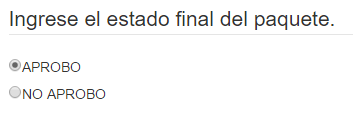 Ingrese el estado final del paquete.
APROBO
NO APROBO